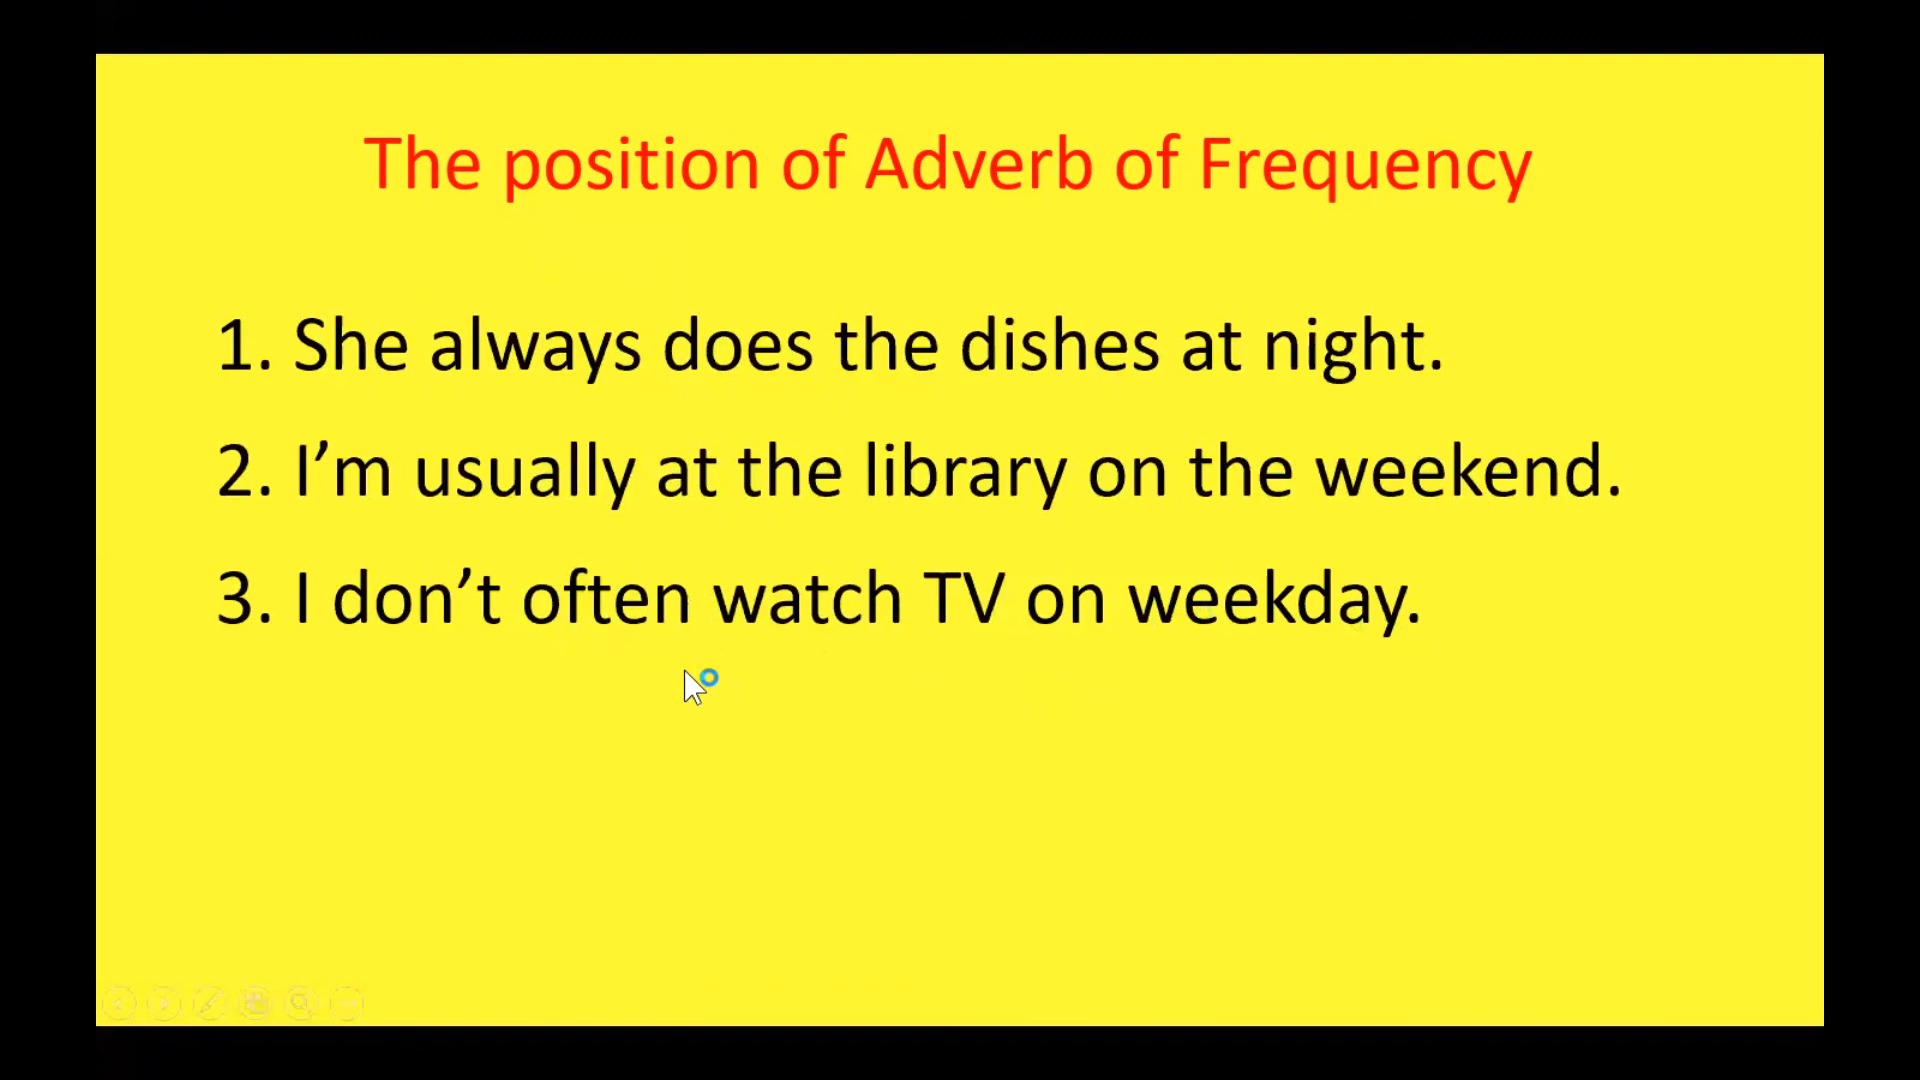 The position of Adverb of Frequency
1. She always does the dishes at night.
2. I’m usually at the library on the weekend.
3. I don’t often watch TV on weekday.